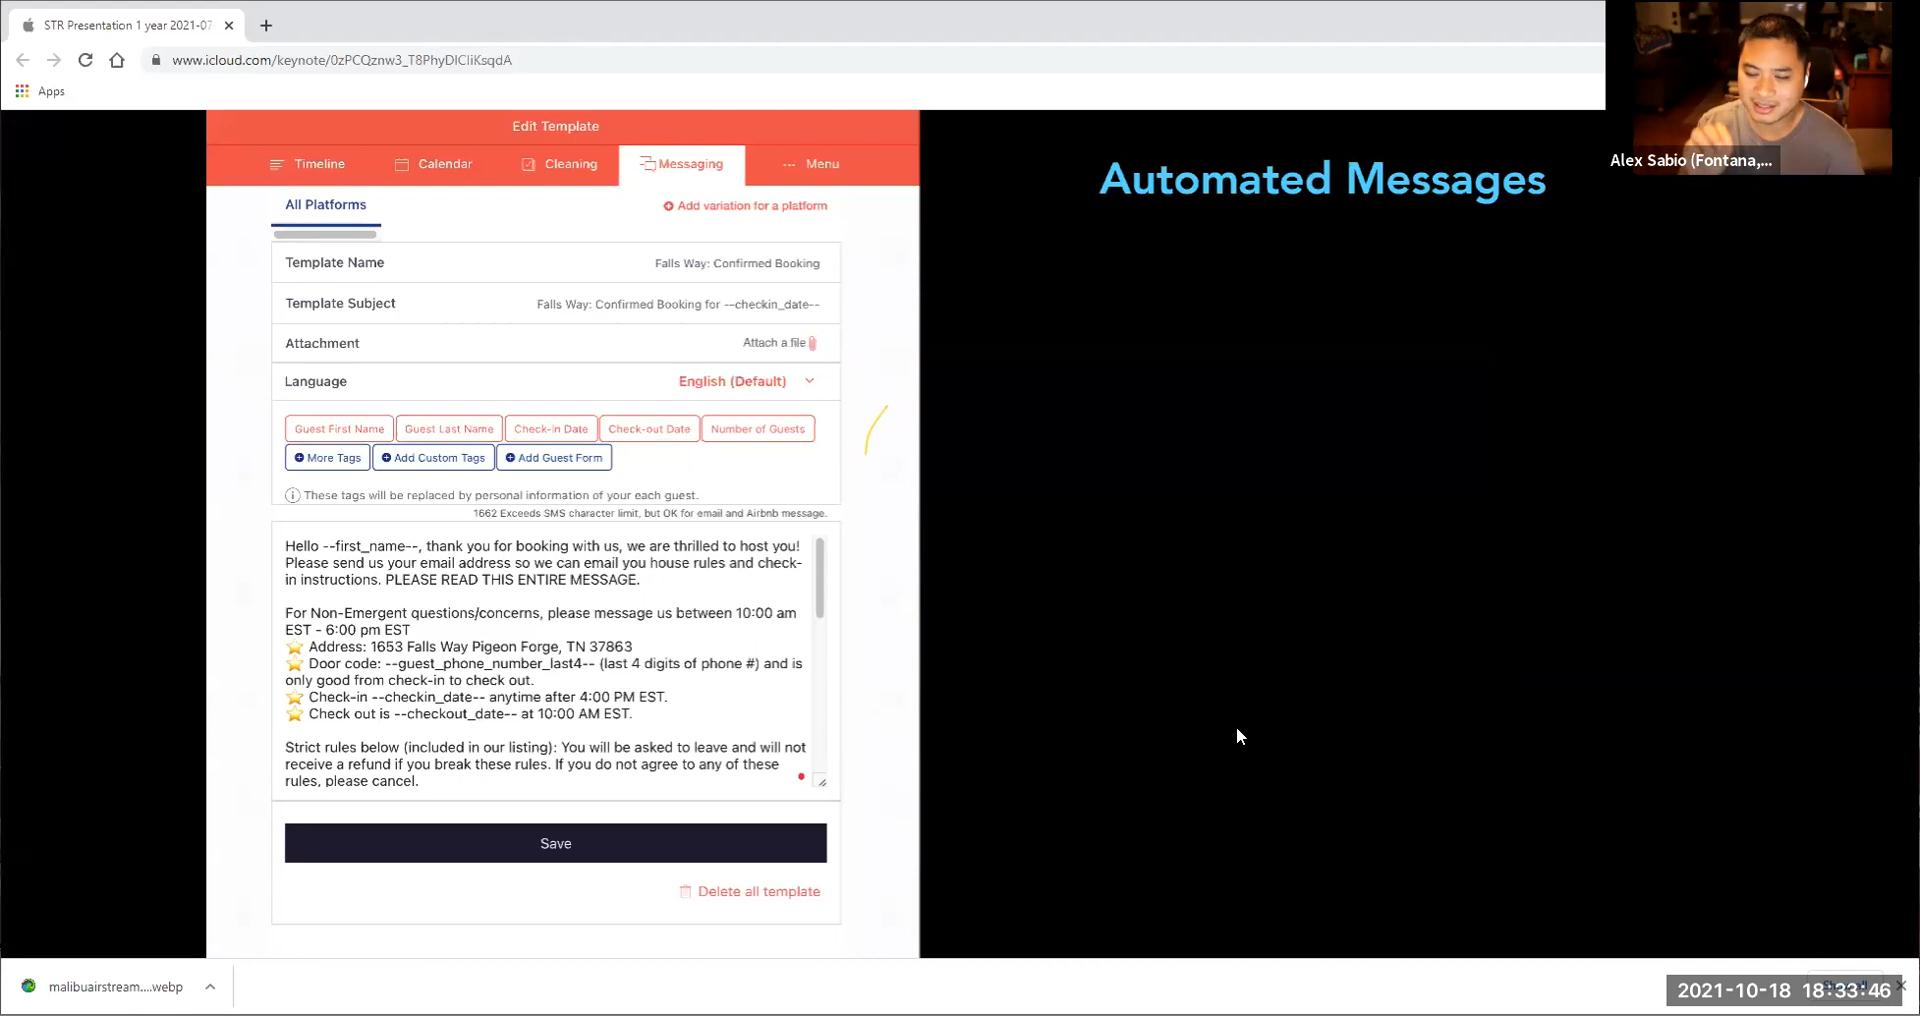 STR Presentation 1 year 2021-07
www.icloud.com/keynote/0zPCQznw3_T8PhyDICIiKsqdA
Apps
Alex Sabio (Fontana,...
Edit Template
Timeline
Calendar
Cleaning
Messaging
Menu
Automated Messages
All Platforms
Add variation for a platform
Template Name
Falls Way: Confirmed Booking
Template Subject
Falls Way: Confirmed Booking for --checkin_date--
Attachment
Attach a file
Language
English (Default)
Guest First Name
Guest Last Name
Check-in Date
Check-out Date
Number of Guests
More Tags
Add Custom Tags
Add Guest Form
These tags will be replaced by personal information of your each guest.
1662 Exceeds SMS character limit, but OK for email and Airbnb message.
Hello --first_name--, thank you for booking with us, we are thrilled to host you!
Please send us your email address so we can email you house rules and check-
in instructions. PLEASE READ THIS ENTIRE MESSAGE.
For Non-Emergent questions/concerns, please message us between 10:00 am
EST - 6:00 pm EST
⭐ Address: 1653 Falls Way Pigeon Forge, TN 37863
⭐ Door code: --guest_phone_number_last4-- (last 4 digits of phone #) and is
only good from check-in to check out.
⭐ Check-in --checkin_date-- anytime after 4:00 PM EST.
⭐ Check out is --checkout_date-- at 10:00 AM EST.
Strict rules below (included in our listing): You will be asked to leave and will not
receive a refund if you break these rules. If you do not agree to any of these
rules, please cancel.
Save
Delete all template
malibuairstream....webp
2021-10-18 18:33:46